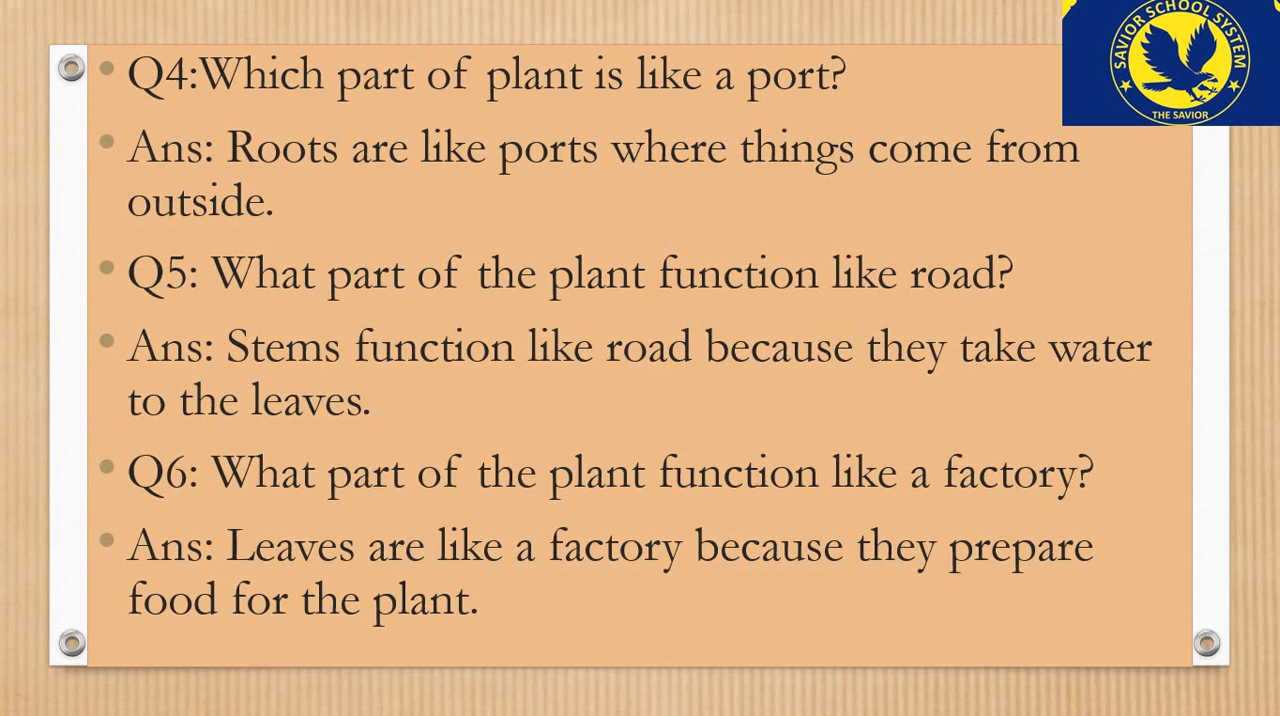 SAVIOR SCHOOL SYSTEM
THE SAVIOR
Q4:Which part of plant is like a port?
Ans: Roots are like ports where things come from
outside.
Q5: What part of the plant function like road?
Ans: Stems function like road because they take water
to the leaves.
Q6: What part of the plant function like a factory?
Ans: Leaves are like a factory because they prepare
food for the plant.